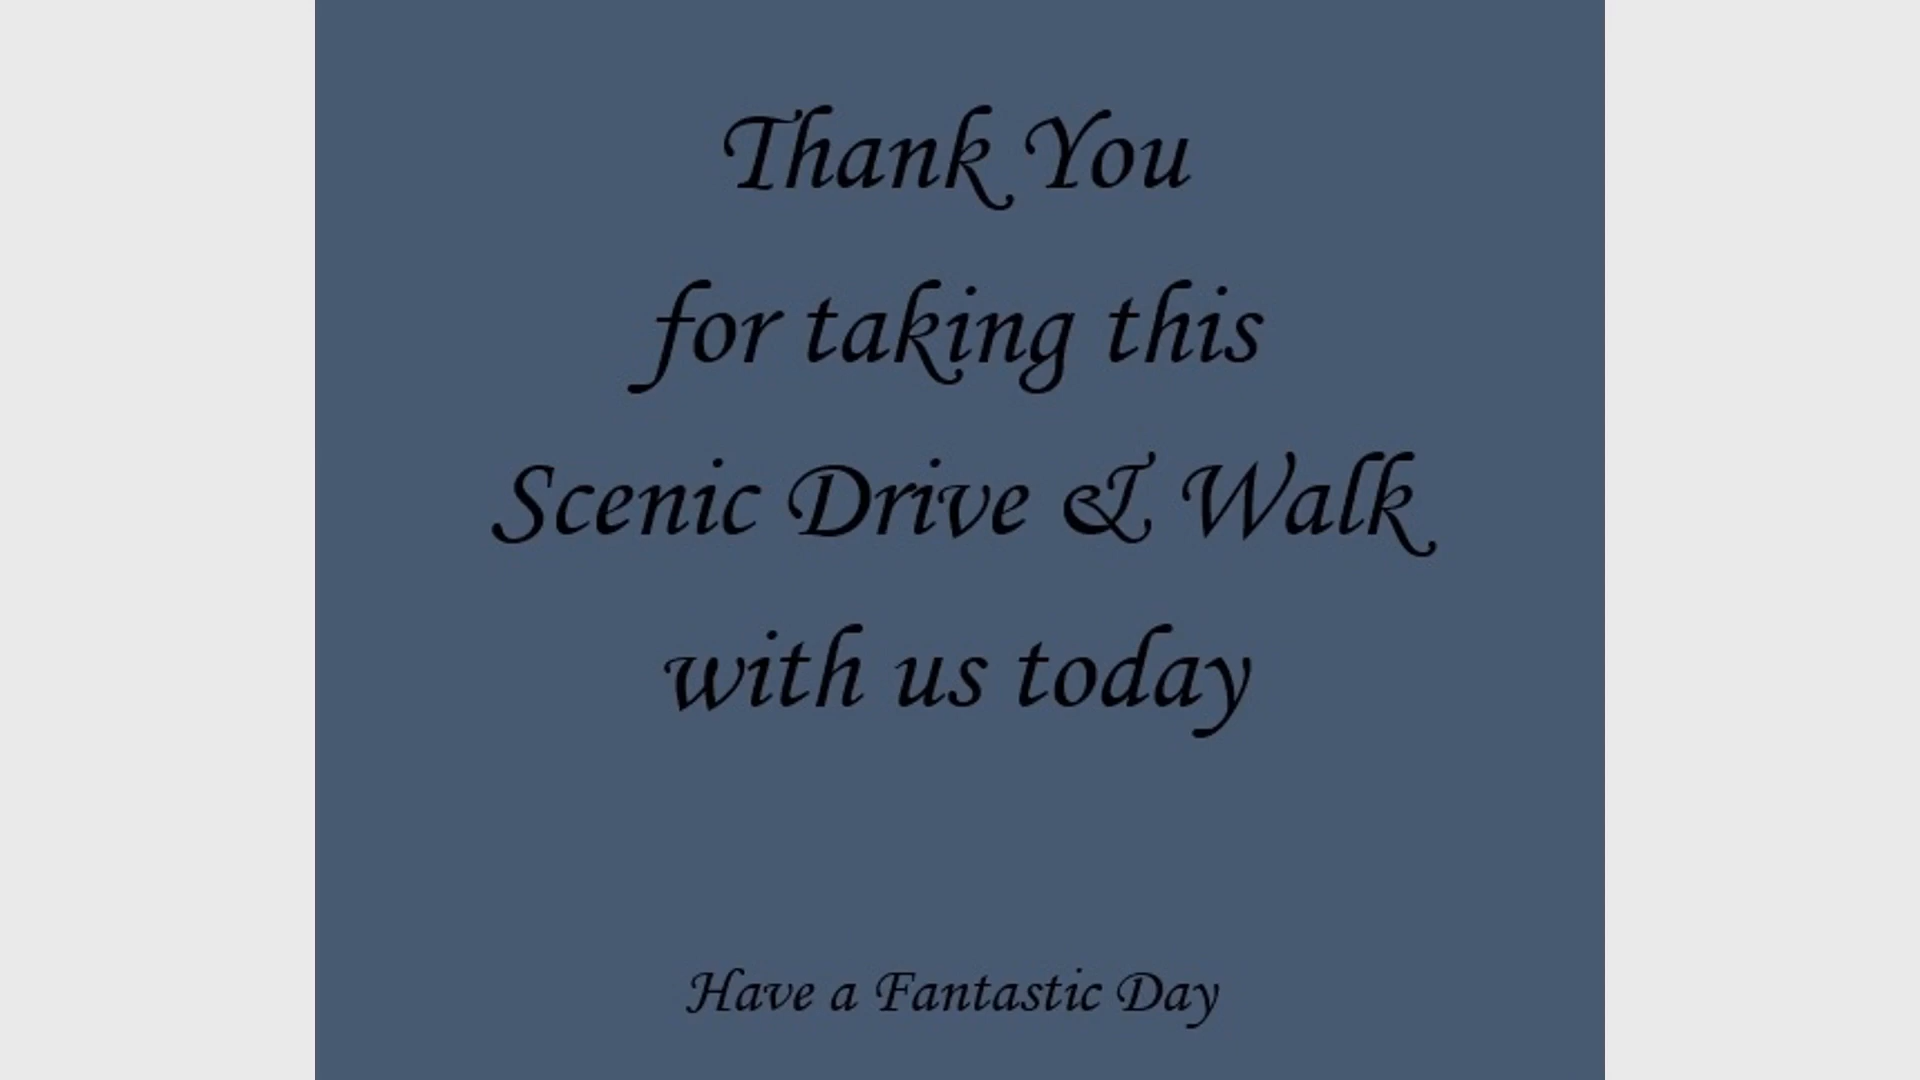 Thank You
for taking this
Scenic Drive & Walk
with us today
Have a Fantastic Day